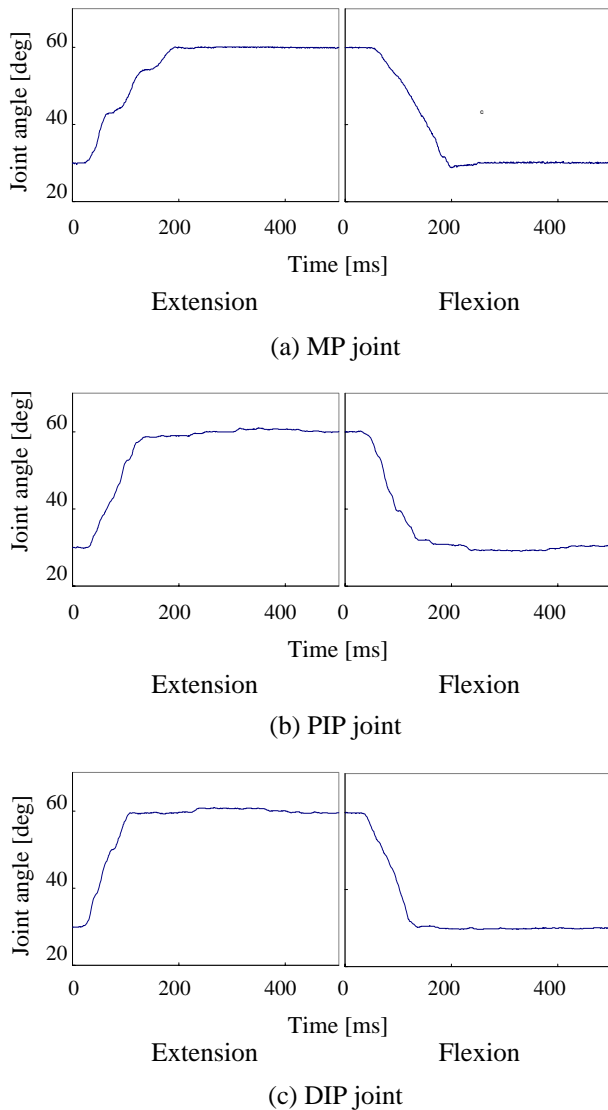 Joint angle [deg]
60
40
20
0 200 400 0 200 400
Time [ms]
Extension Flexion
(a) MP joint
Joint angle [deg]
60
40
20
0 200 400 0 200 400
Time [ms]
Extension Flexion
(b) PIP joint
Joint angle [deg]
60
40
20
0 200 400 0 200 400
Time [ms]
Extension Flexion
(c) DIP joint